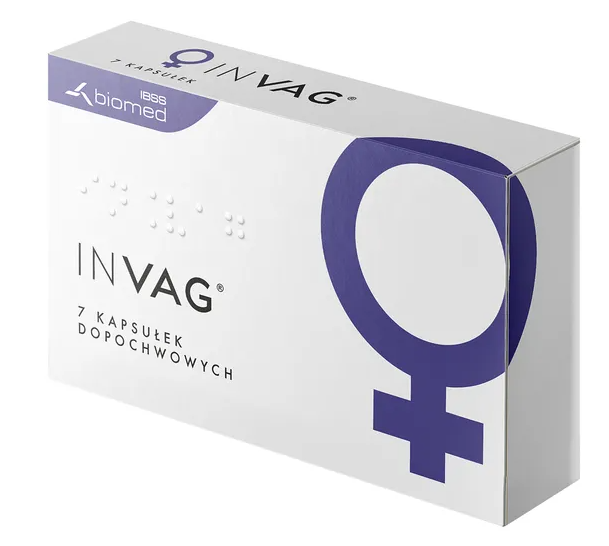 7 KAPSUŁEK
INVAG®
IBSS
biomed
INVAG®
7 KAPSUŁEK
DOPOCHWOWYCH